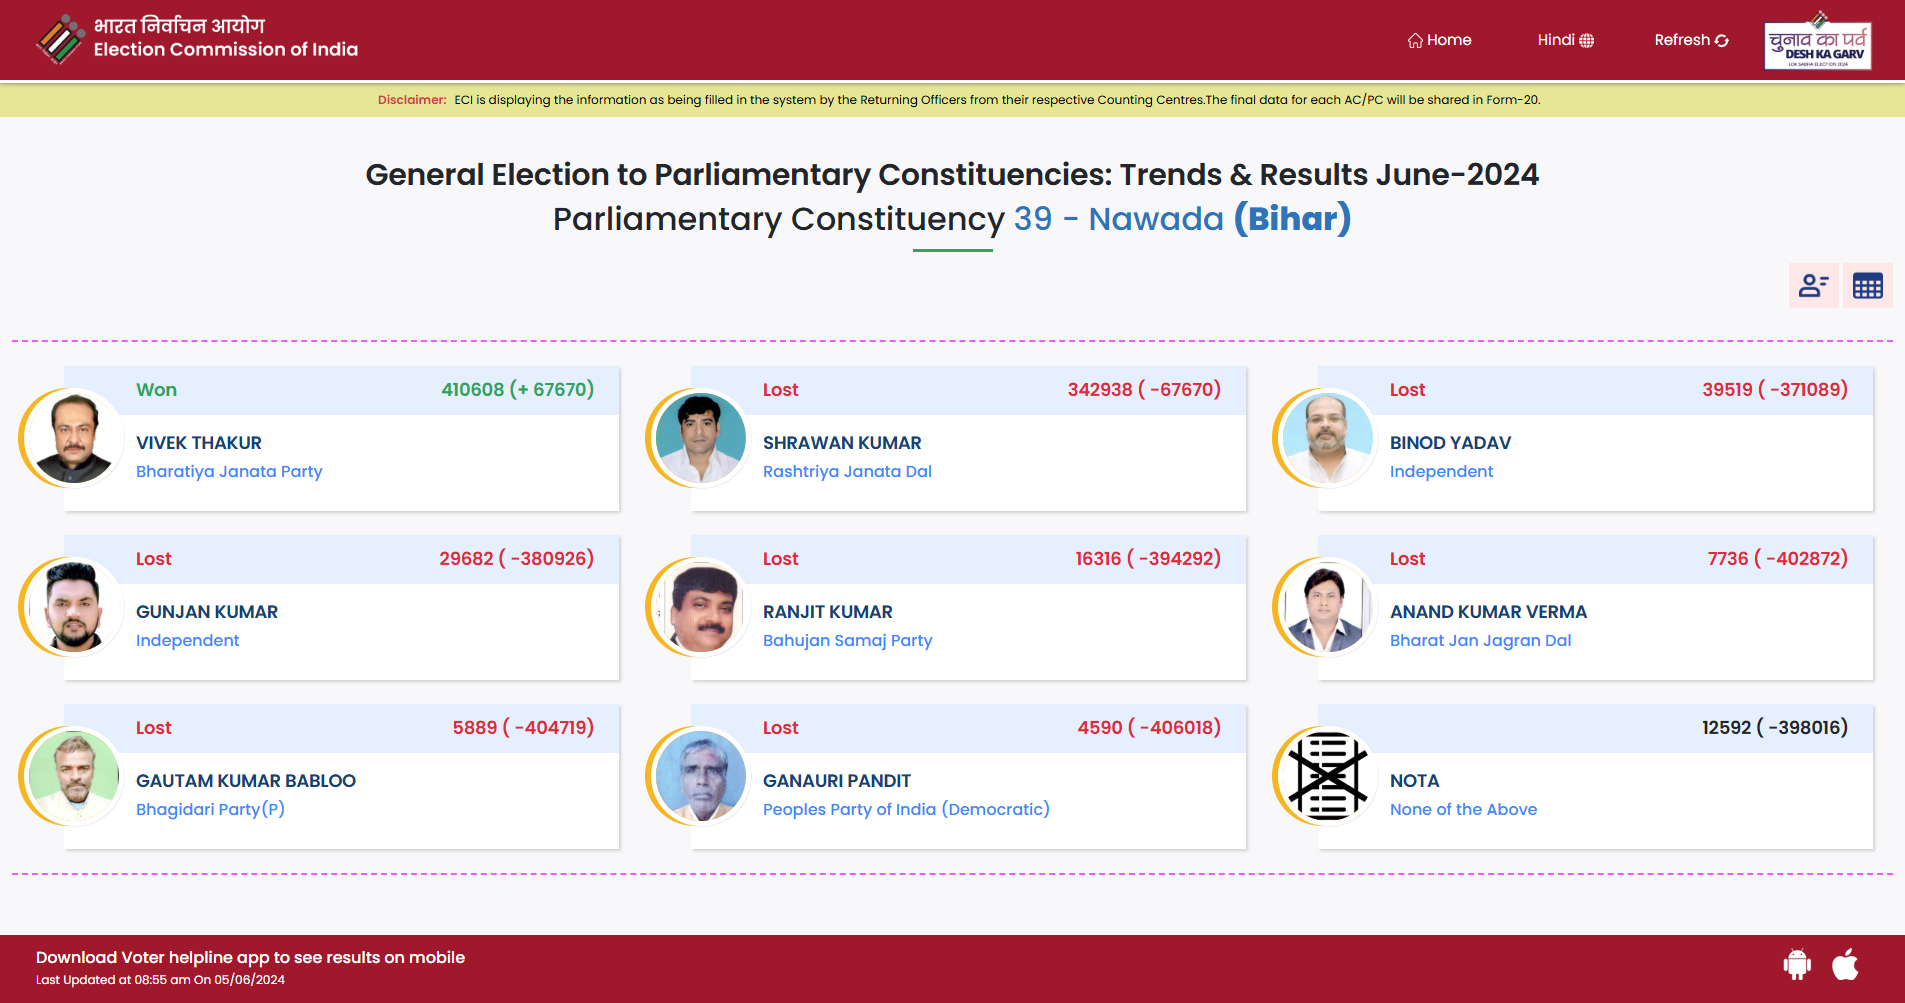 भारत निर्वाचन आयोग
Election Commission of India
Home
Hindi
Refresh
चुनाव का पर्व
DESH KA GARV
LOK SABHA ELECTION 2024
Disclaimer: ECI is displaying the information as being filled in the system by the Returning Officers from their respective Counting Centres.The final data for each AC/PC will be shared in Form-20.
General Election to Parliamentary Constituencies: Trends & Results June-2024
Parliamentary Constituency 39 - Nawada (Bihar)
Won 410608 (+ 67670)
VIVEK THAKUR
Bharatiya Janata Party
Lost 342938 ( -67670)
SHRAWAN KUMAR
Rashtriya Janata Dal
Lost 39519 ( -371089)
BINOD YADAV
Independent
Lost 29682 ( -380926)
GUNJAN KUMAR
Independent
Lost 16316 ( -394292)
RANJIT KUMAR
Bahujan Samaj Party
Lost 7736 ( -402872)
ANAND KUMAR VERMA
Bharat Jan Jagran Dal
Lost 5889 ( -404719)
GAUTAM KUMAR BABLOO
Bhagidari Party(P)
Lost 4590 ( -406018)
GANAURI PANDIT
Peoples Party of India (Democratic)
12592 ( -398016)
NOTA
None of the Above
Download Voter helpline app to see results on mobile
Last Updated at 08:55 am On 05/06/2024